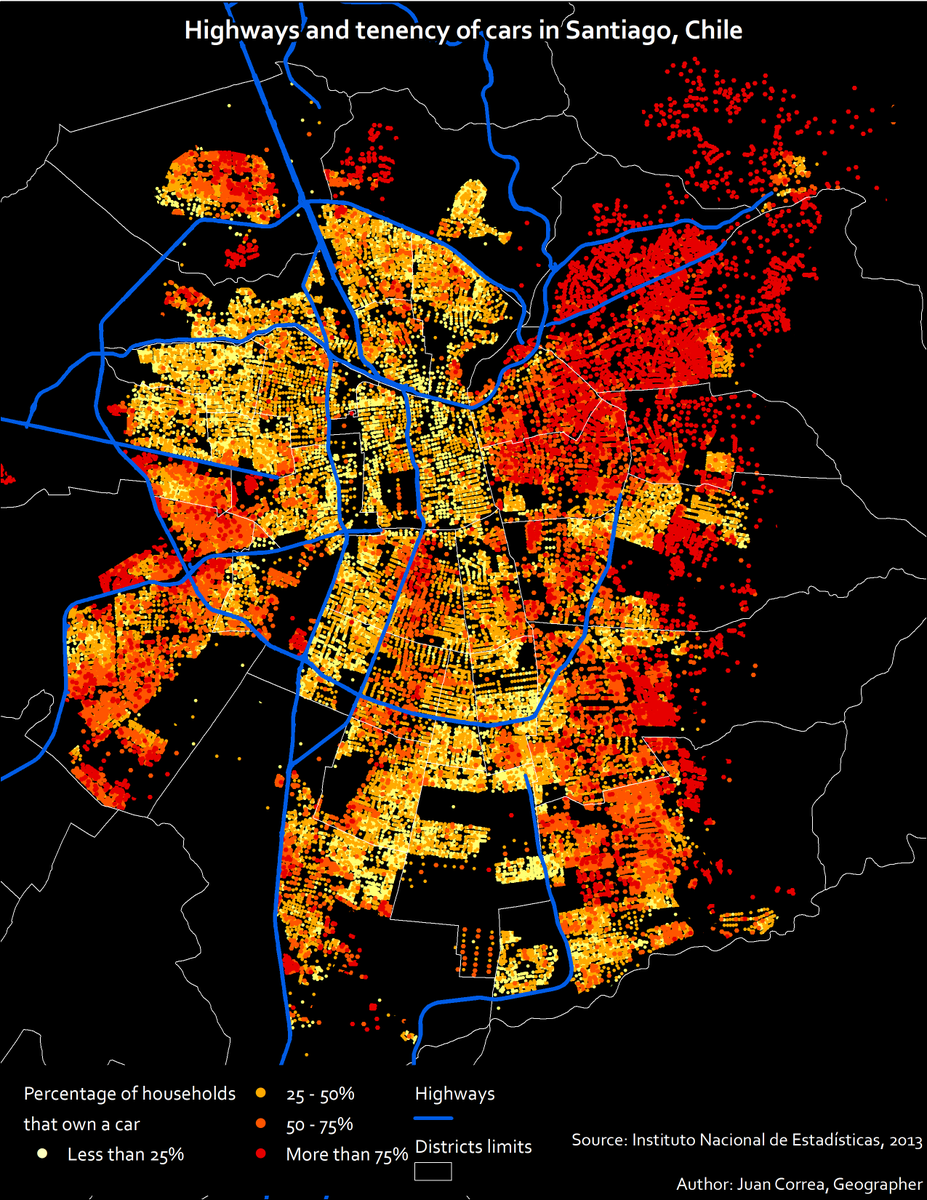 Highways and tenency of cars in Santiago, Chile
Percentage of households
that own a car
Less than 25%
25 - 50%
50 - 75%
More than 75%
Highways
Districts limits
Source: Instituto Nacional de Estadísticas, 2013
Author: Juan Correa, Geographer